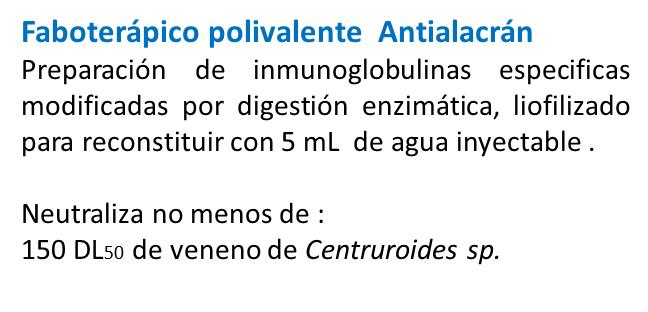 Faboterápico polivalente Antialacrán
Preparación de inmunoglobulinas especificas
modificadas por digestión enzimática, liofilizado
para reconstituir con 5 mL de agua inyectable .
Neutraliza no menos de :
150 DL50 de veneno de Centruroides sp.